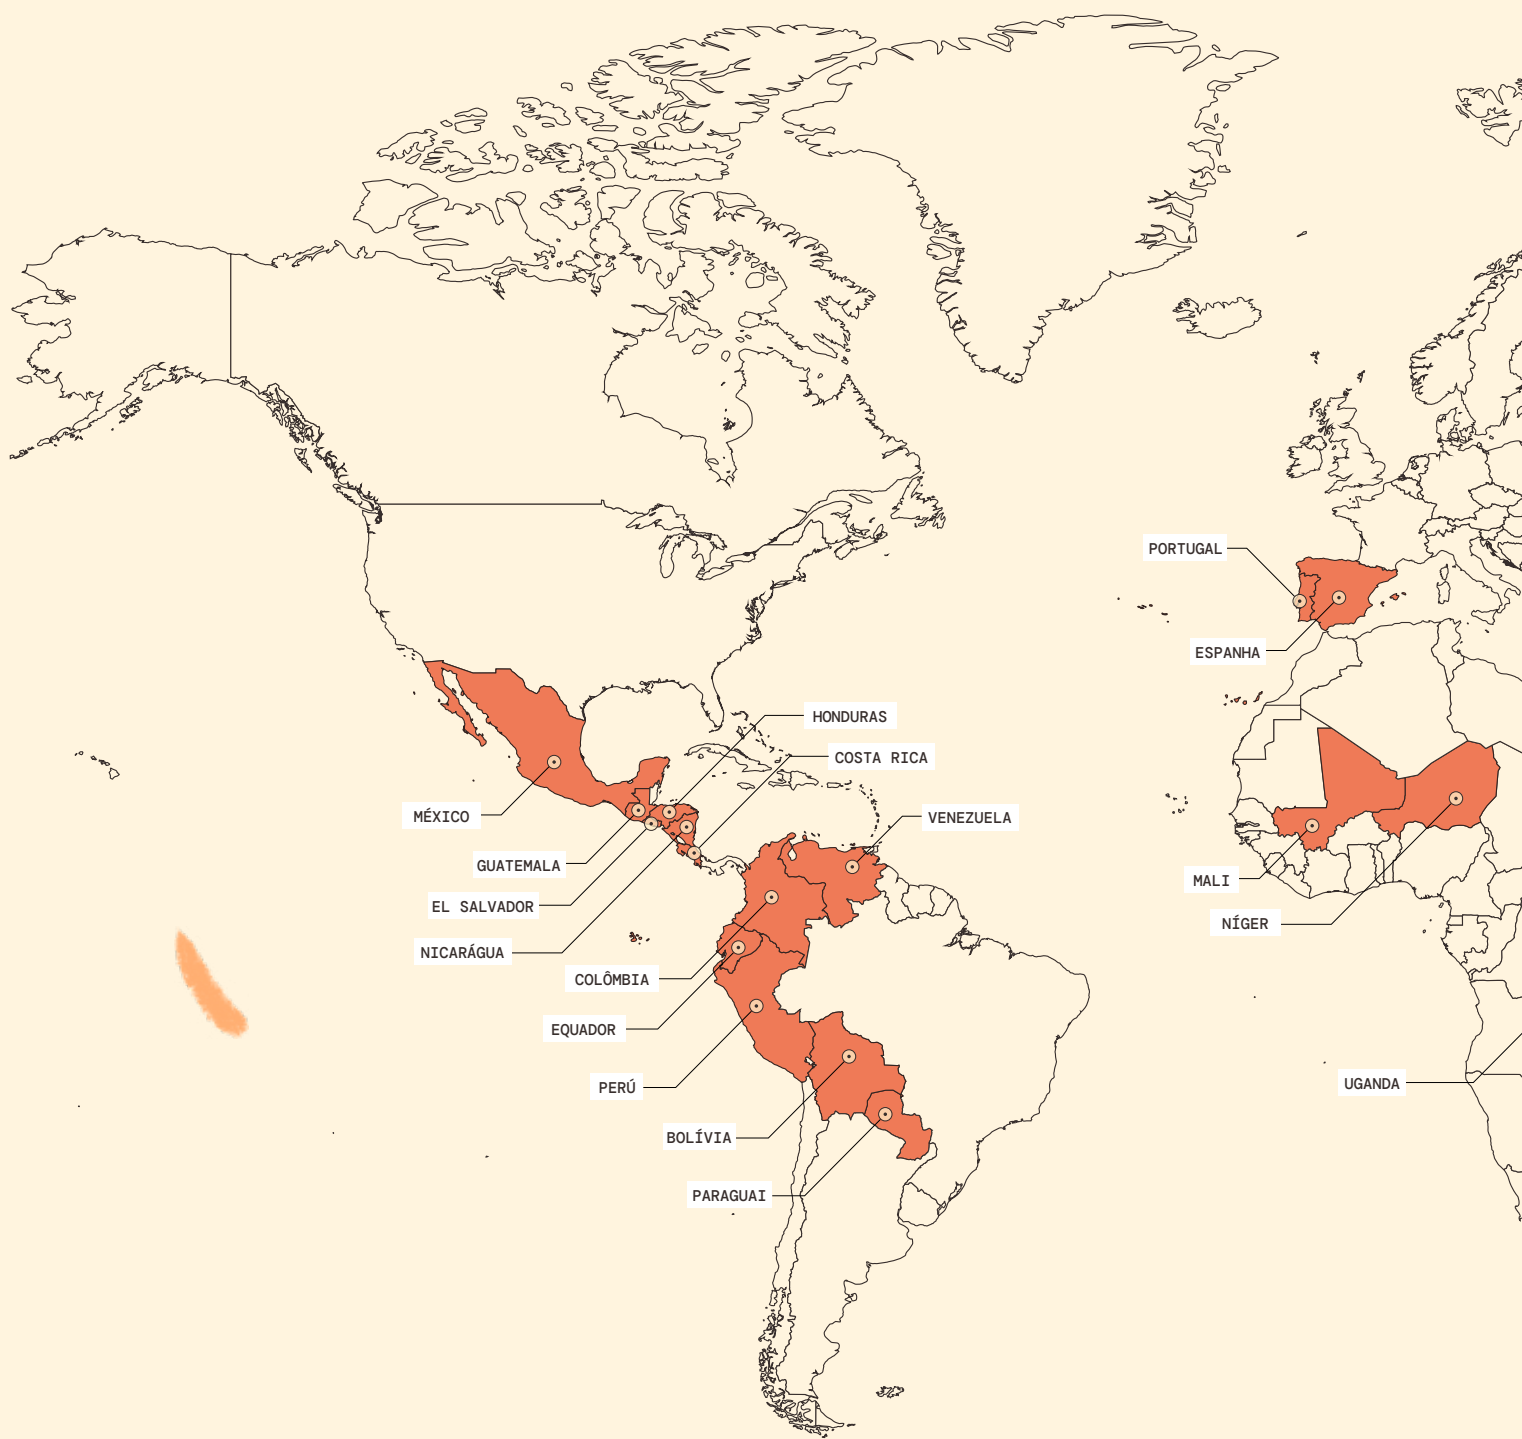 PORTUGAL
ESPANHA
HONDURAS
COSTA RICA
MÉXICO
VENEZUELA
GUATEMALA
MALI
EL SALVADOR
NÍGER
NICARÁGUA
COLÔMBIA
EQUADOR
UGANDA
PERÚ
BOLÍVIA
PARAGUAI